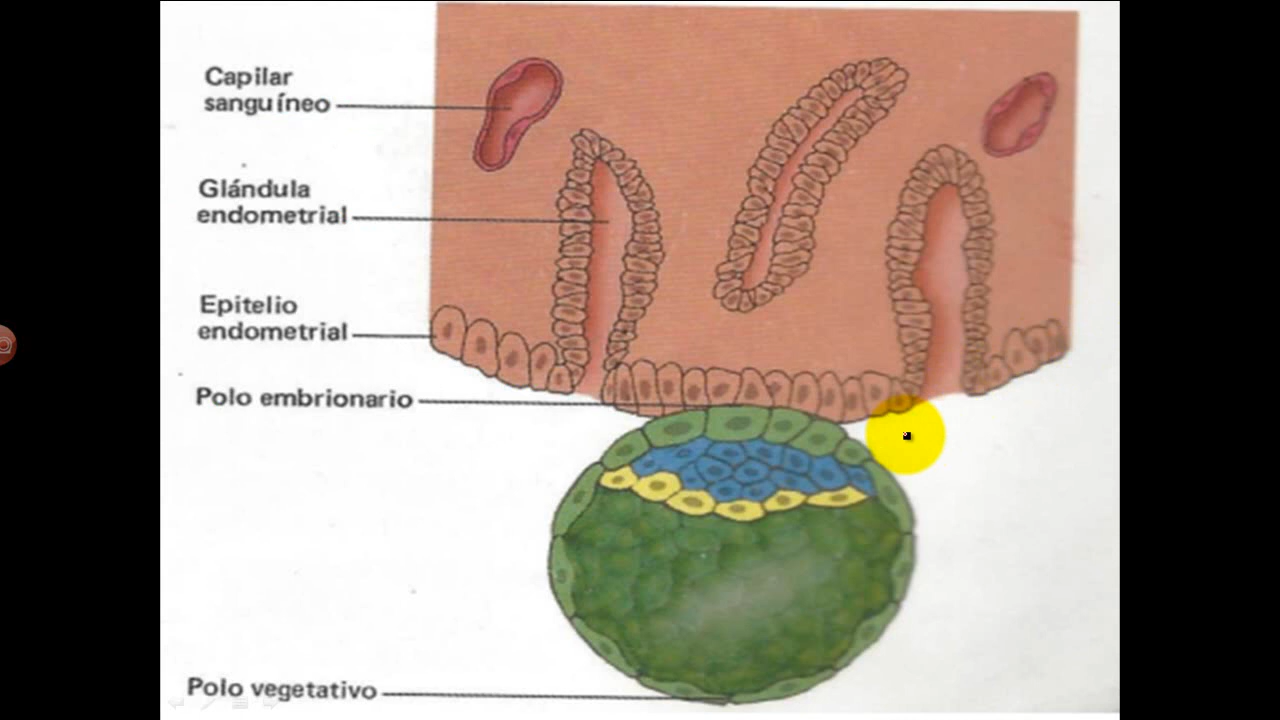 Capilar
sanguíneo
Glándula
endometrial
Epitelio
endometrial
Polo embrionario
Polo vegetativo